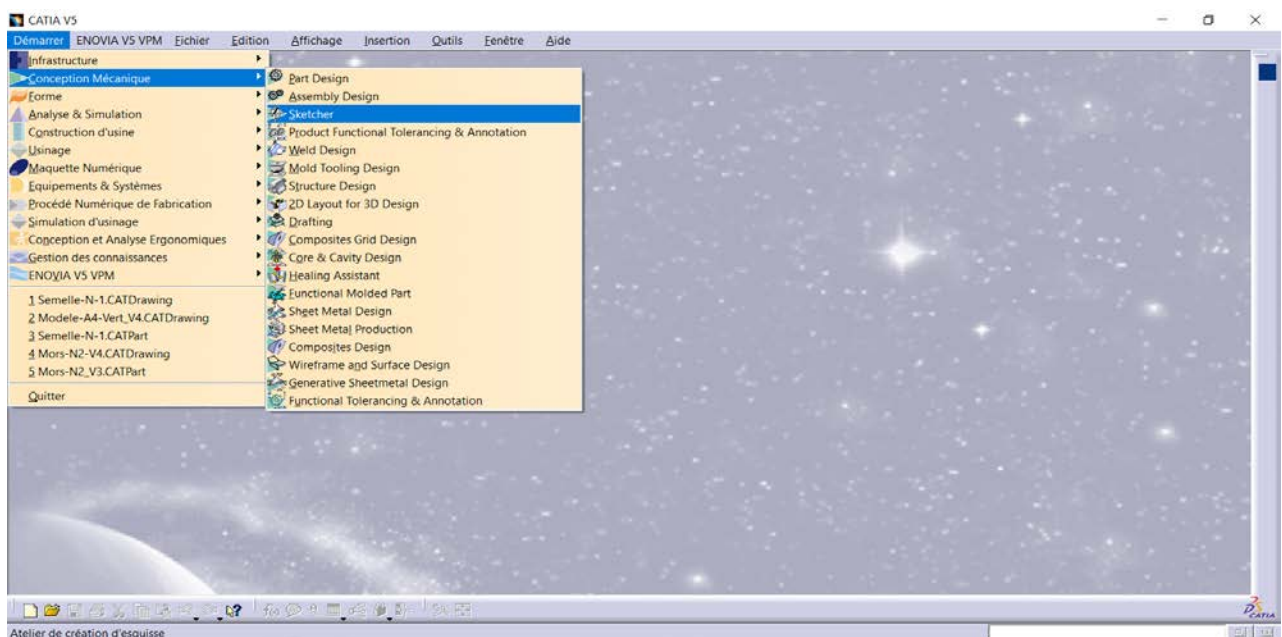 CATIA V5
Démarrer ENOVIA V5 VPM Fichier Edition Affichage Insertion Outils Fenêtre Aide
Infrastructure
Conception Mécanique
Forme
Analyse & Simulation
Construction d'usine
Usinage
Maquette Numérique
Equipements & Systèmes
Procédé Numérique de Fabrication
Simulation d'usinage
Conception et Analyse Ergonomiques
Gestion des connaissances
ENOVIA V5 VPM
1 Semelle-N-1.CATDrawing
2 Modele-A4-Vert_V4.CATDrawing
3 Semelle-N-1.CATPart
4 Mors-N2-V4.CATDrawing
5 Mors-N2_V3.CATPart
Quitter
Part Design
Assembly Design
Sketcher
Product Functional Tolerancing & Annotation
Weld Design
Mold Tooling Design
Structure Design
2D Layout for 3D Design
Drafting
Composites Grid Design
Core & Cavity Design
Healing Assistant
Functional Molded Part
Sheet Metal Design
Sheet Metal Production
Composites Design
Wireframe and Surface Design
Generative Sheetmetal Design
Functional Tolerancing & Annotation
CATIA
Atelier de création d'esquisse